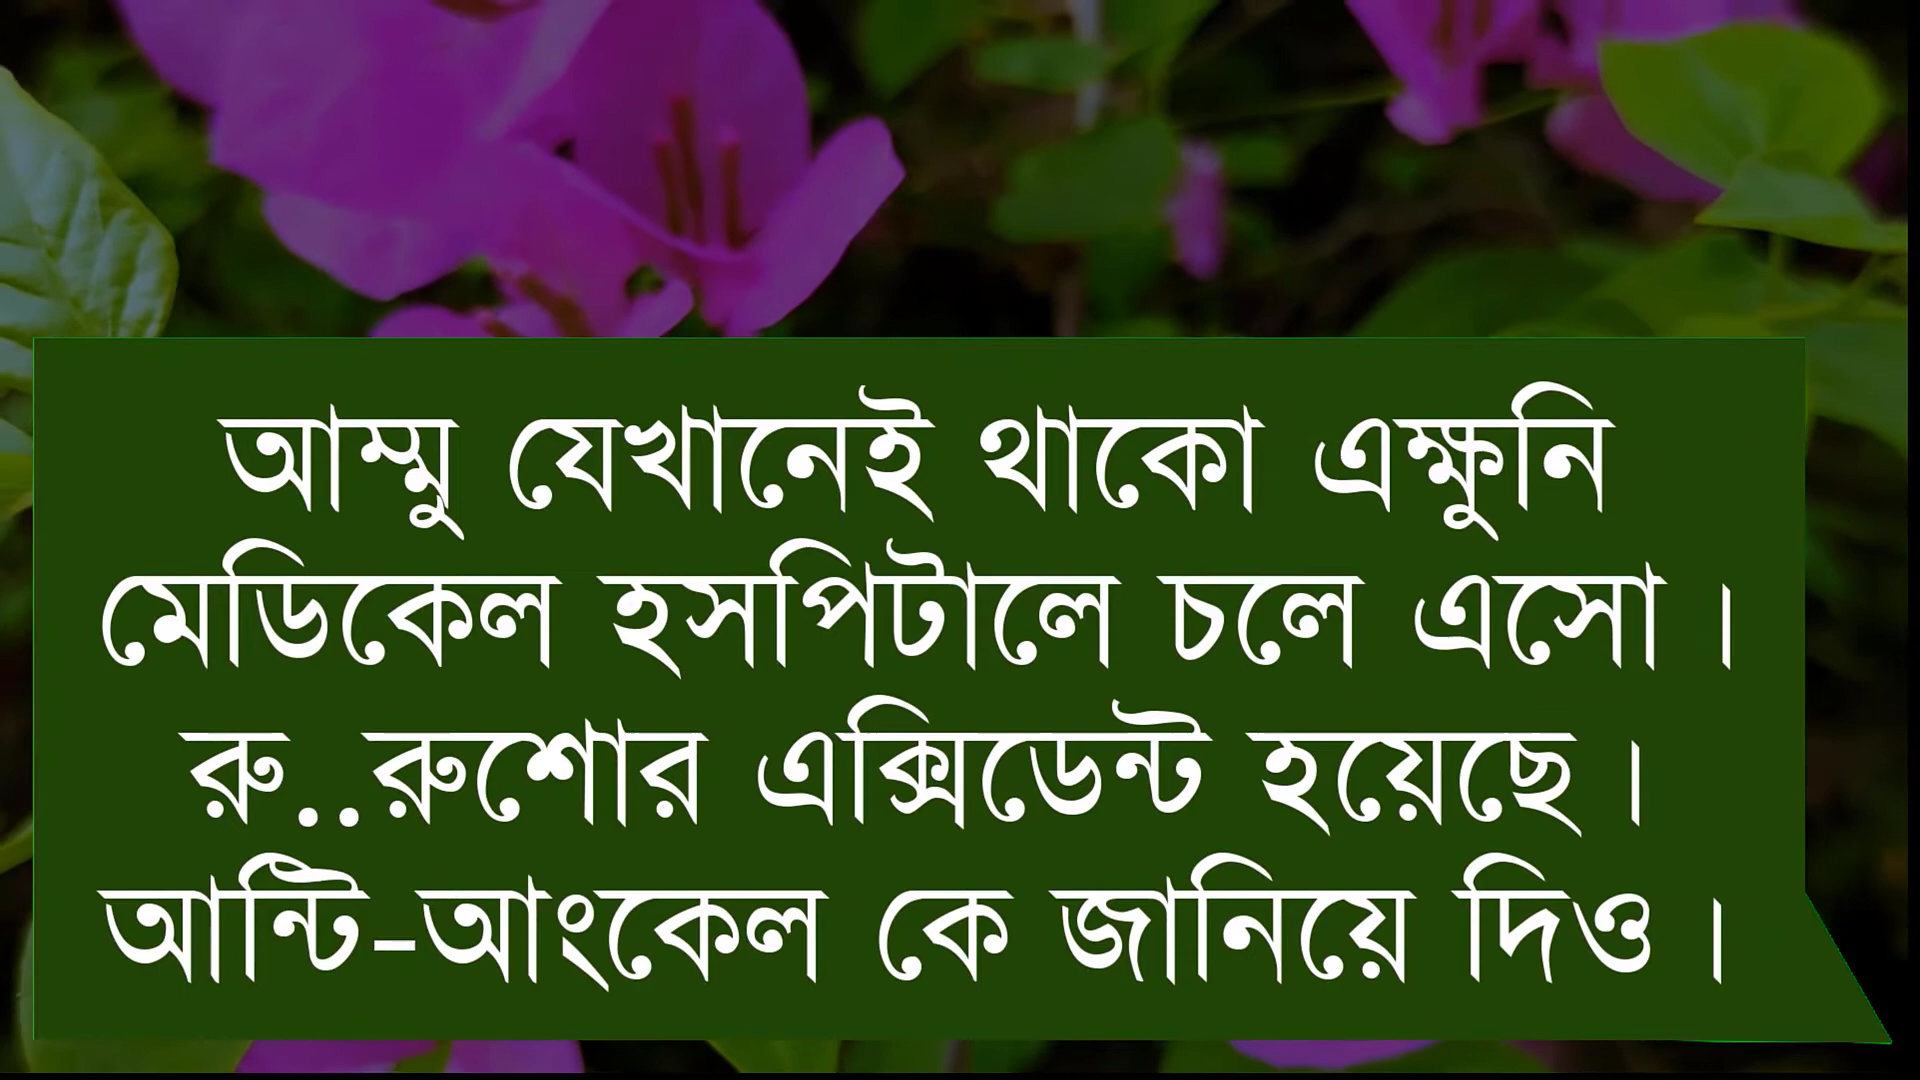 আম্মু যেখানেই থাকো এক্ষুনি
মেডিকেল হসপিটালে চলে এসো ।
রু..রুশোর এক্সিডেন্ট হয়েছে ।
আন্টি-আংকেল কে জানিয়ে দিও ।